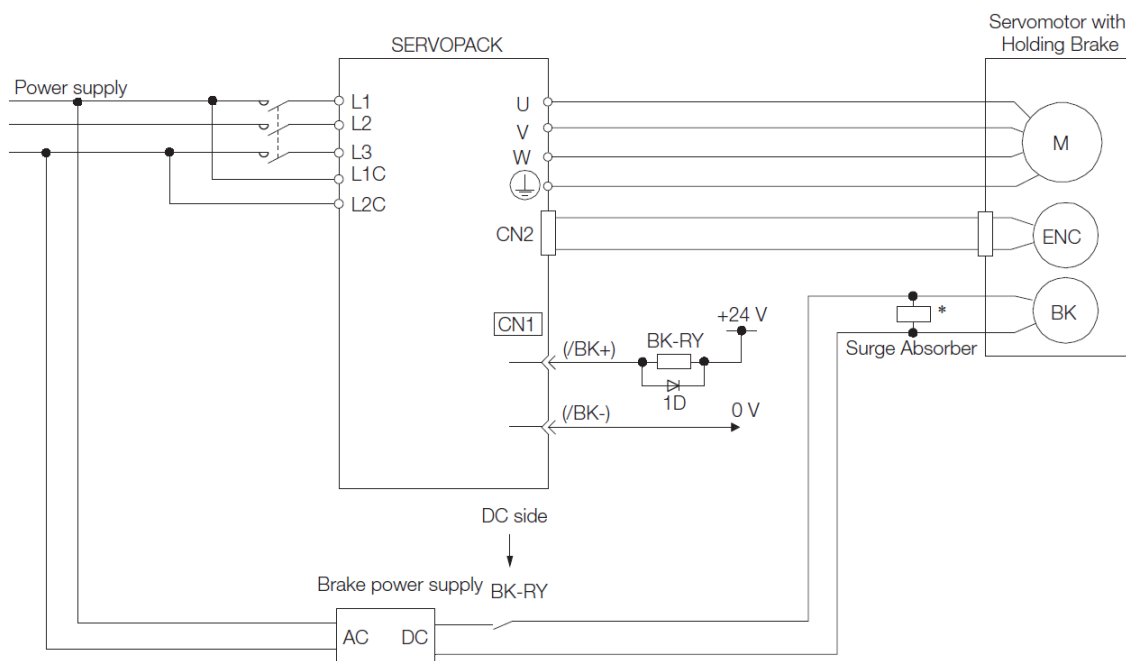 Servomotor with
Holding Brake
SERVOPACK
Power supply
L1
L2
L3
L1C
L2C
U
V
W
M
CN2
ENC
CN1
BK
*
Surge Absorber
+24 V
(/BK+)
BK-RY
1D
(/BK-)
0 V
DC side
Brake power supply
BK-RY
AC
DC